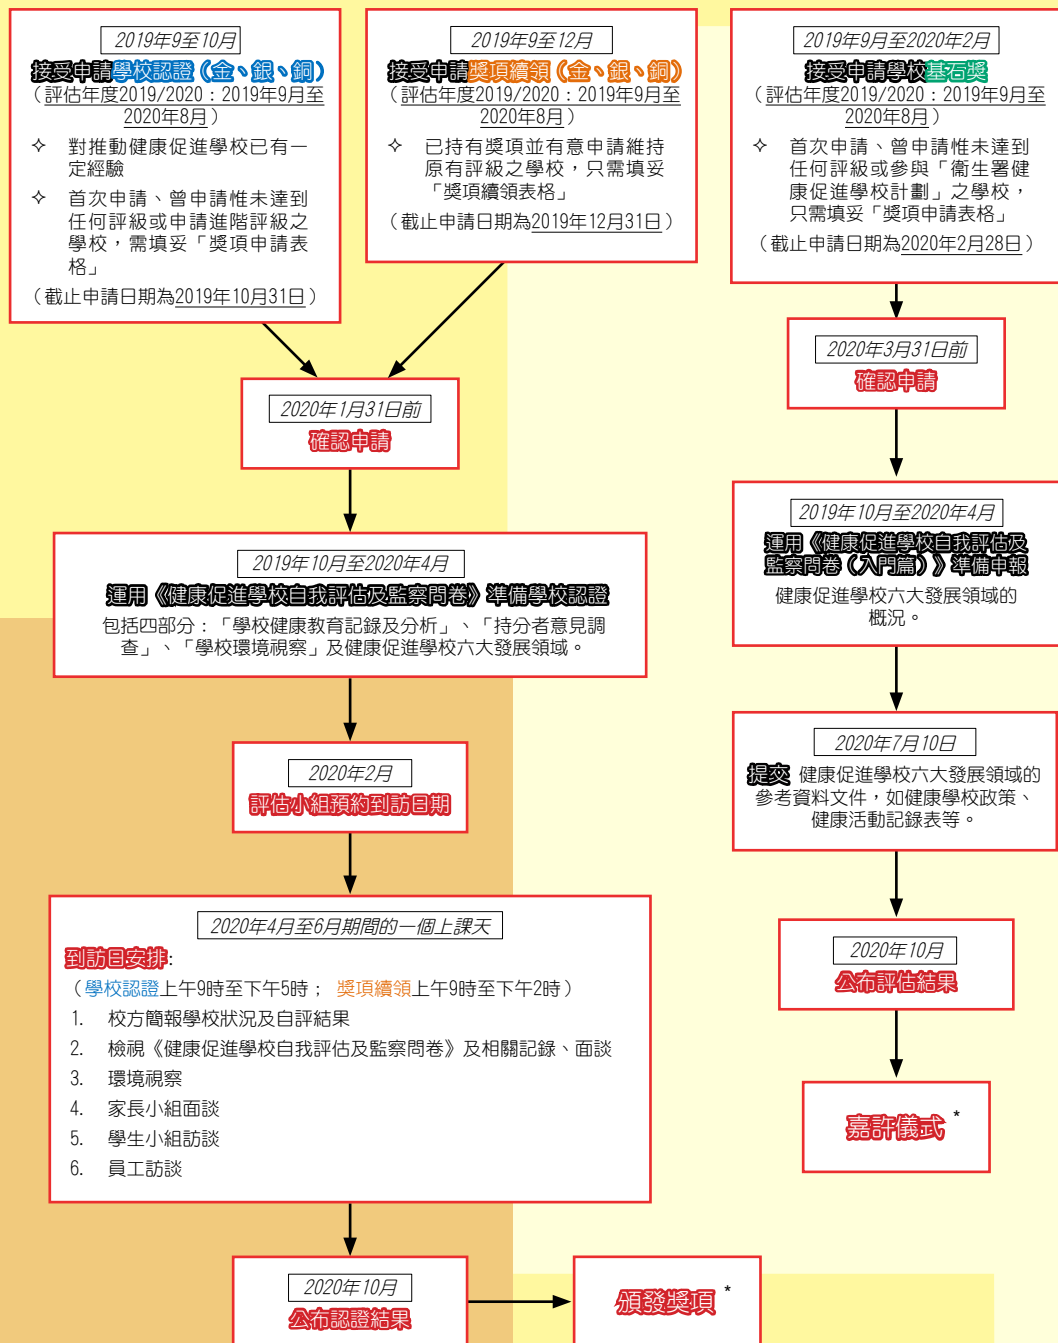 2019年9至10月
接受申請學校認證（金、銀、銅）
（評估年度2019/2020：2019年9月至
2020年8月）
✧ 對推動健康促進學校已有一
定經驗
✧ 首次申請、曾申請惟未達到
任何評級或申請進階評級之
學校，需填妥「獎項申請表
格」
（截止申請日期為2019年10月31日）
2019年9至12月
接受申請獎項續領（金、銀、銅）
（評估年度2019/2020：2019年9月至
2020年8月）
✧ 已持有獎項並有意申請維持
原有評級之學校，只需填妥
「獎項續領表格」
（截止申請日期為2019年12月31日）
2019年9月至2020年2月
接受申請學校基石獎
（評估年度2019/2020：2019年9月至
2020年8月）
✧ 首次申請、曾申請惟未達到
任何評級或參與「衞生署健
康促進學校計劃」之學校，
只需填妥「獎項申請表格」
（截止申請日期為2020年2月28日）
2020年1月31日前
確認申請
2019年10月至2020年4月
運用《健康促進學校自我評估及監察問卷》準備學校認證
包括四部分：「學校健康教育記錄及分析」、「持分者意見調
查」、「學校環境視察」及健康促進學校六大發展領域。
2020年2月
評估小組預約到訪日期
2020年4月至6月期間的一個上課天
到訪日安排:
（學校認證上午9時至下午5時； 獎項續領上午9時至下午2時）
1. 校方簡報學校狀況及自評結果
2. 檢視《健康促進學校自我評估及監察問卷》及相關記錄、面談
3. 環境視察
4. 家長小組面談
5. 學生小組訪談
6. 員工訪談
2020年10月
公布認證結果
頒發獎項 *
2020年3月31日前
確認申請
2019年10月至2020年4月
運用《健康促進學校自我評估及
監察問卷（入門篇）》準備申報
健康促進學校六大發展領域的
概況。
2020年7月10日
提交 健康促進學校六大發展領域的
參考資料文件，如健康學校政策、
健康活動記錄表等。
2020年10月
公布評估結果
嘉許儀式 *